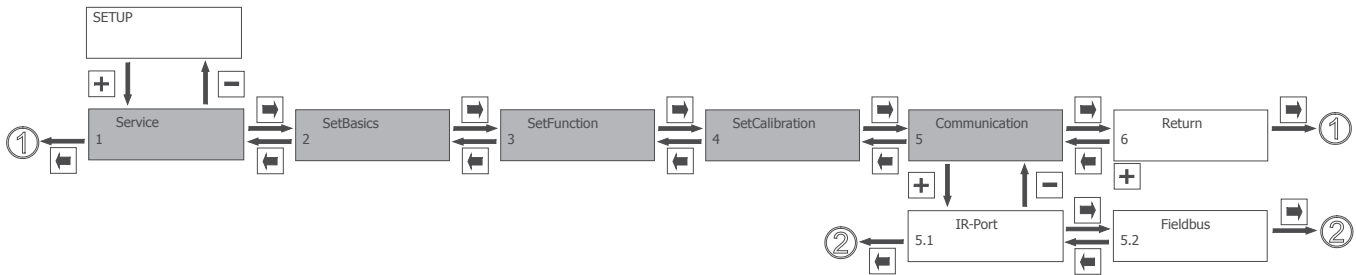 SETUP
+ −
Service SetBasics SetFunction SetCalibration Communication Return
① 1 2 3 4 5 6 ①
+ − +
IR-Port Fieldbus
② 5.1 5.2 ②